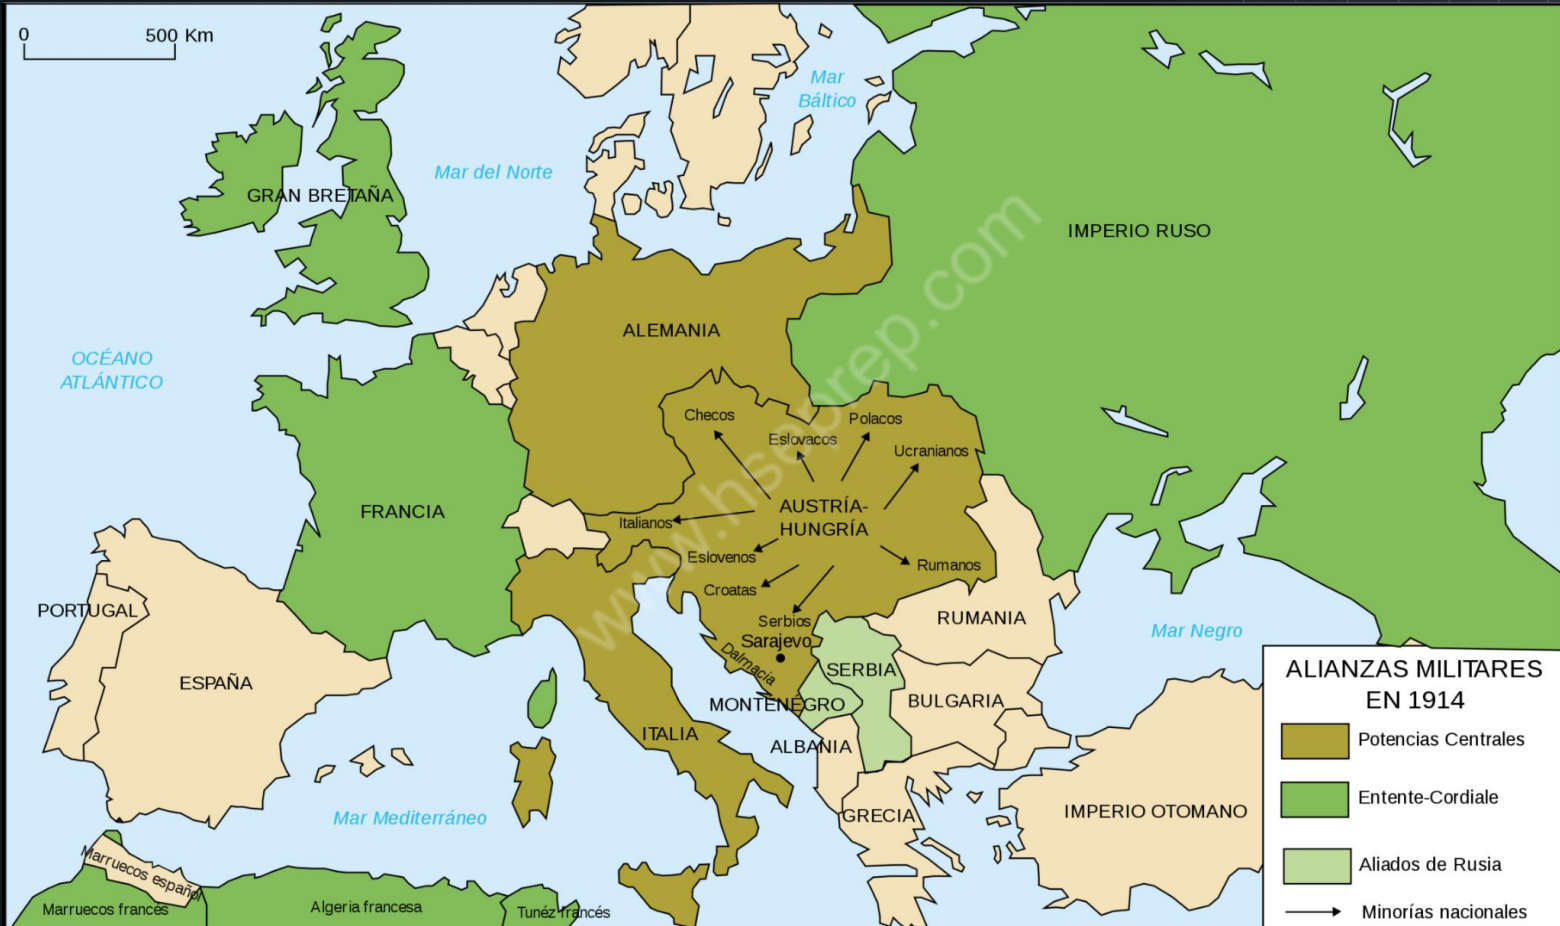 0 500 Km
Mar
Báltico
Mar del Norte
GRAN BRETAÑA
IMPERIO RUSO
ALEMANIA
OCÉANO
ATLÁNTICO
Checos
Eslovacos
Polacos
Ucranianos
FRANCIA
AUSTRÍA-
HUNGRÍA
Italianos
Eslovenos
Rumanos
Croatas
Serbios
Sarajevo
Dalmacia
PORTUGAL
ESPAÑA
RUMANIA
Mar Negro
SERBIA
MONTENEGRO
BULGARIA
ITALIA
ALBANIA
GRECIA
IMPERIO OTOMANO
Mar Mediterráneo
Marruecos español
Marruecos francés
Algeria francesa
Tunéz francés
ALIANZAS MILITARES
EN 1914
Potencias Centrales
Entente-Cordiale
Aliados de Rusia
Minorías nacionales
www.hseprep.com